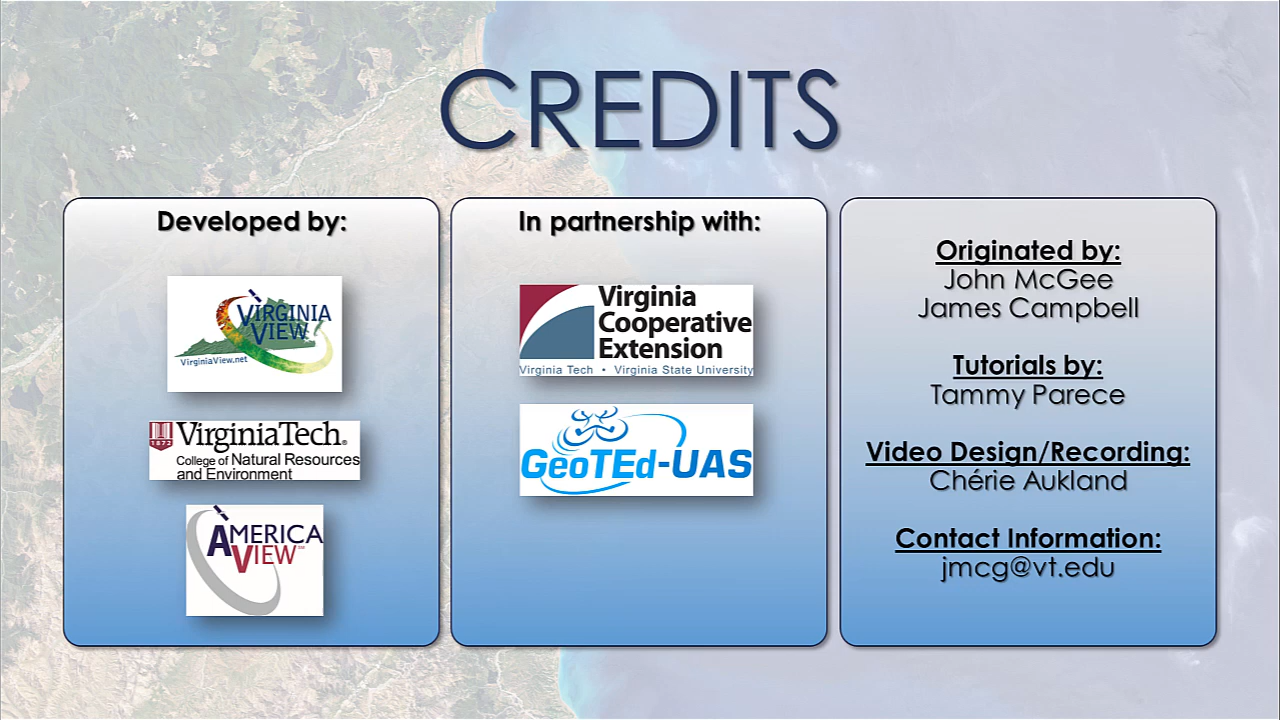 CREDITS
Developed by:
VIRGINIA
VIEW
VirginiaView.net
1872
VirginiaTech®
College of Natural Resources
and Environment
AMERICA
VIEW™
In partnership with:
Virginia
Cooperative
Extension
Virginia Tech • Virginia State University
GeoTEd-UAS
Originated by:
John McGee
James Campbell
Tutorials by:
Tammy Parece
Video Design/Recording:
Chérie Aukland
Contact Information:
jmcg@vt.edu